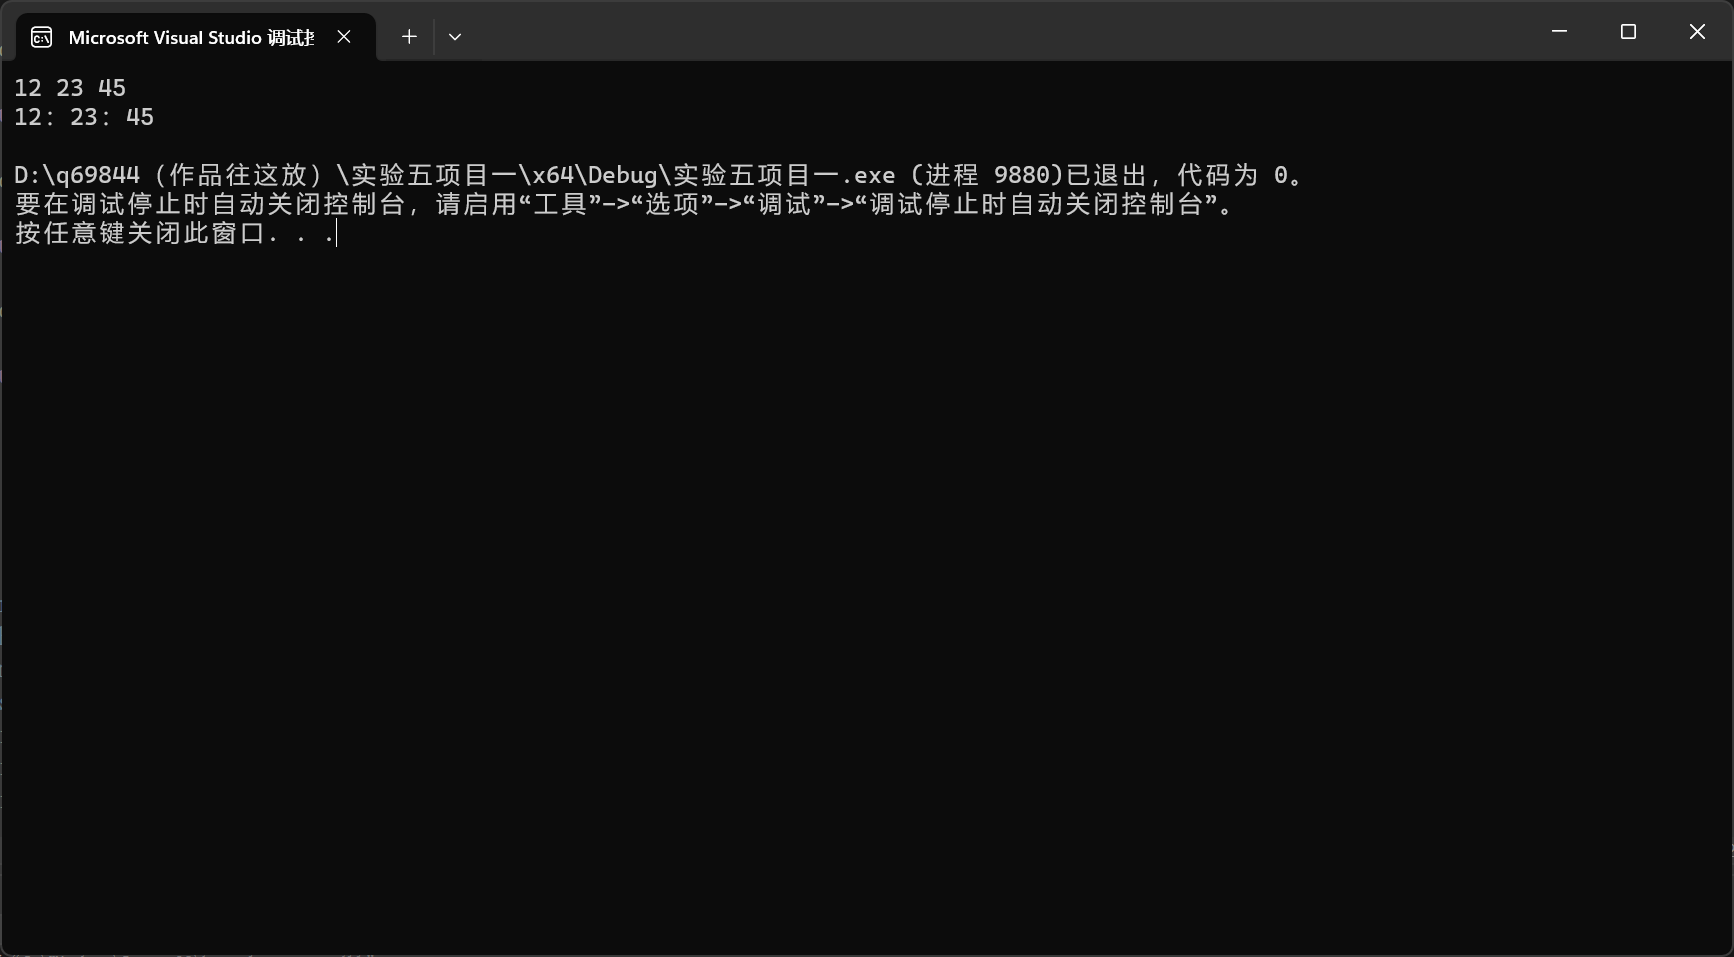 Microsoft Visual Studio 调试
12 23 45
12：23：45
D:\q69844（作品往这放）\实验五项目一\x64\Debug\实验五项目一.exe (进程 9880)已退出，代码为 0。
要在调试停止时自动关闭控制台，请启用“工具”->“选项”->“调试”->“调试停止时自动关闭控制台”。
按任意键关闭此窗口. . .